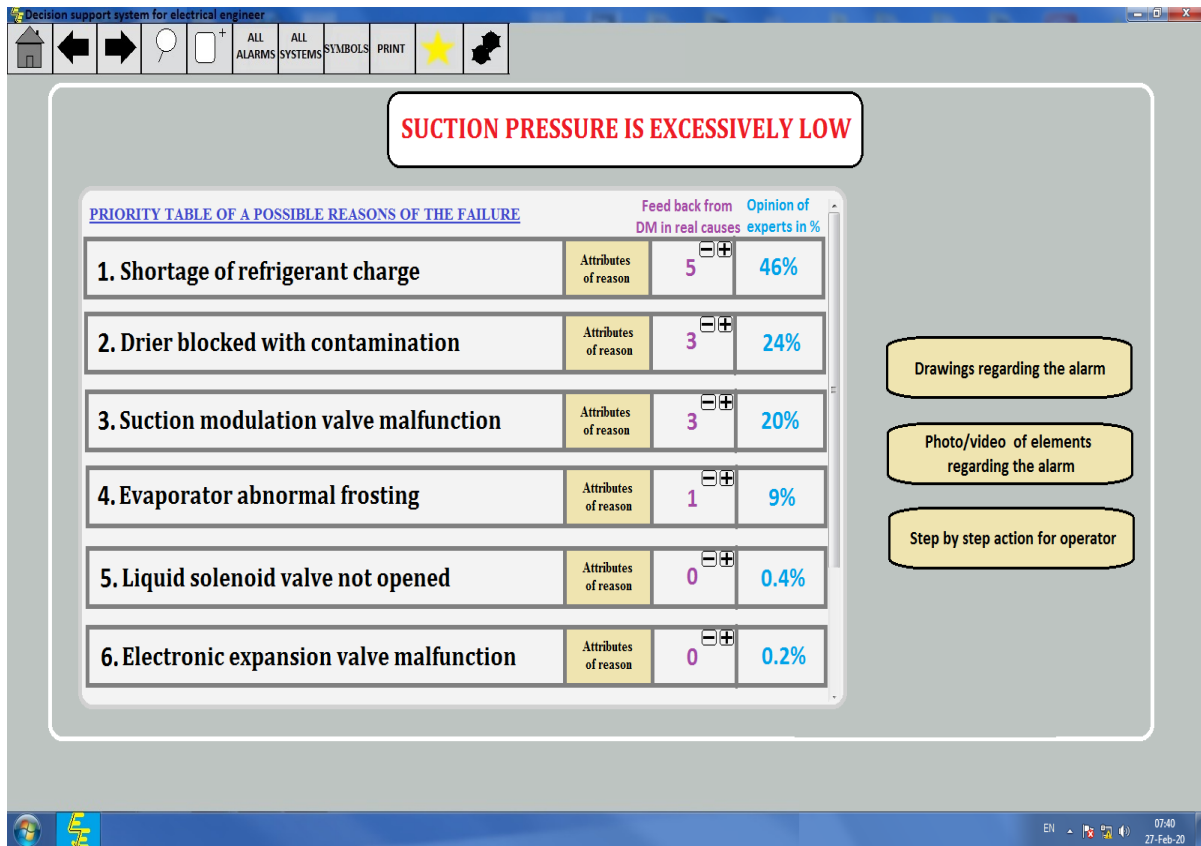 Decision support system for electrical engineer
ALL ALARMS
ALL SYSTEMS
SYMBOLS
PRINT
SUCTION PRESSURE IS EXCESSIVELY LOW
PRIORITY TABLE OF A POSSIBLE REASONS OF THE FAILURE
Feed back from
DM in real causes
Opinion of
experts in %
1. Shortage of refrigerant charge
Attributes
of reason
5
46%
2. Drier blocked with contamination
Attributes
of reason
3
24%
3. Suction modulation valve malfunction
Attributes
of reason
3
20%
4. Evaporator abnormal frosting
Attributes
of reason
1
9%
5. Liquid solenoid valve not opened
Attributes
of reason
0
0.4%
6. Electronic expansion valve malfunction
Attributes
of reason
0
0.2%
Drawings regarding the alarm
Photo/video of elements
regarding the alarm
Step by step action for operator
EN
07:40
27-Feb-20